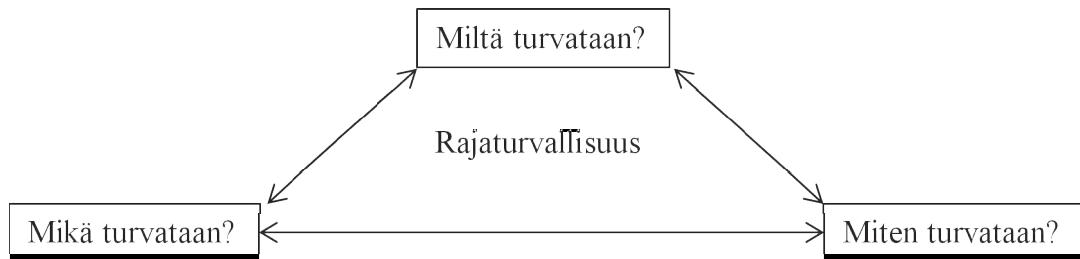 Miltä turvataan?
Rajaturvallisuus
Mikä turvataan?
Miten turvataan?